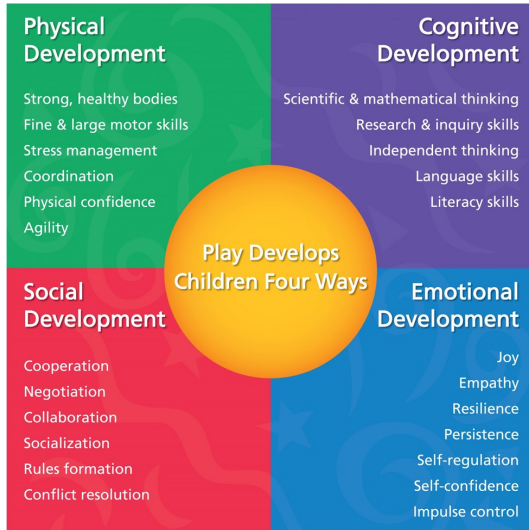 Physical
Development
Strong, healthy bodies
Fine & large motor skills
Stress management
Coordination
Physical confidence
Agility
Cognitive
Development
Scientific & mathematical thinking
Research & inquiry skills
Independent thinking
Language skills
Literacy skills
Play Develops
Children Four Ways
Social
Development
Cooperation
Negotiation
Collaboration
Socialization
Rules formation
Conflict resolution
Emotional
Development
Joy
Empathy
Resilience
Persistence
Self-regulation
Self-confidence
Impulse control